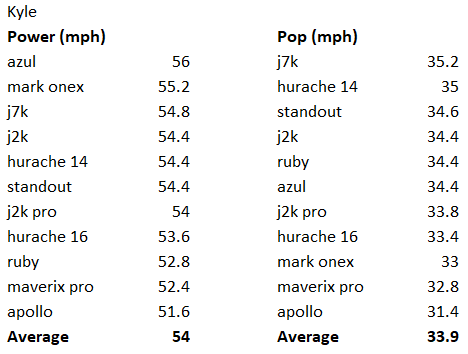 Kyle
Power (mph) Pop (mph)
azul 56 j7k 35.2
mark onex 55.2 hurache 14 35
j7k 54.8 standout 34.6
j2k 54.4 j2k 34.4
hurache 14 54.4 ruby 34.4
standout 54.4 azul 34.4
j2k pro 54 j2k pro 33.8
hurache 16 53.6 hurache 16 33.4
ruby 52.8 mark onex 33
maverix pro 52.4 maverix pro 32.8
apollo 51.6 apollo 31.4
Average 54 Average 33.9